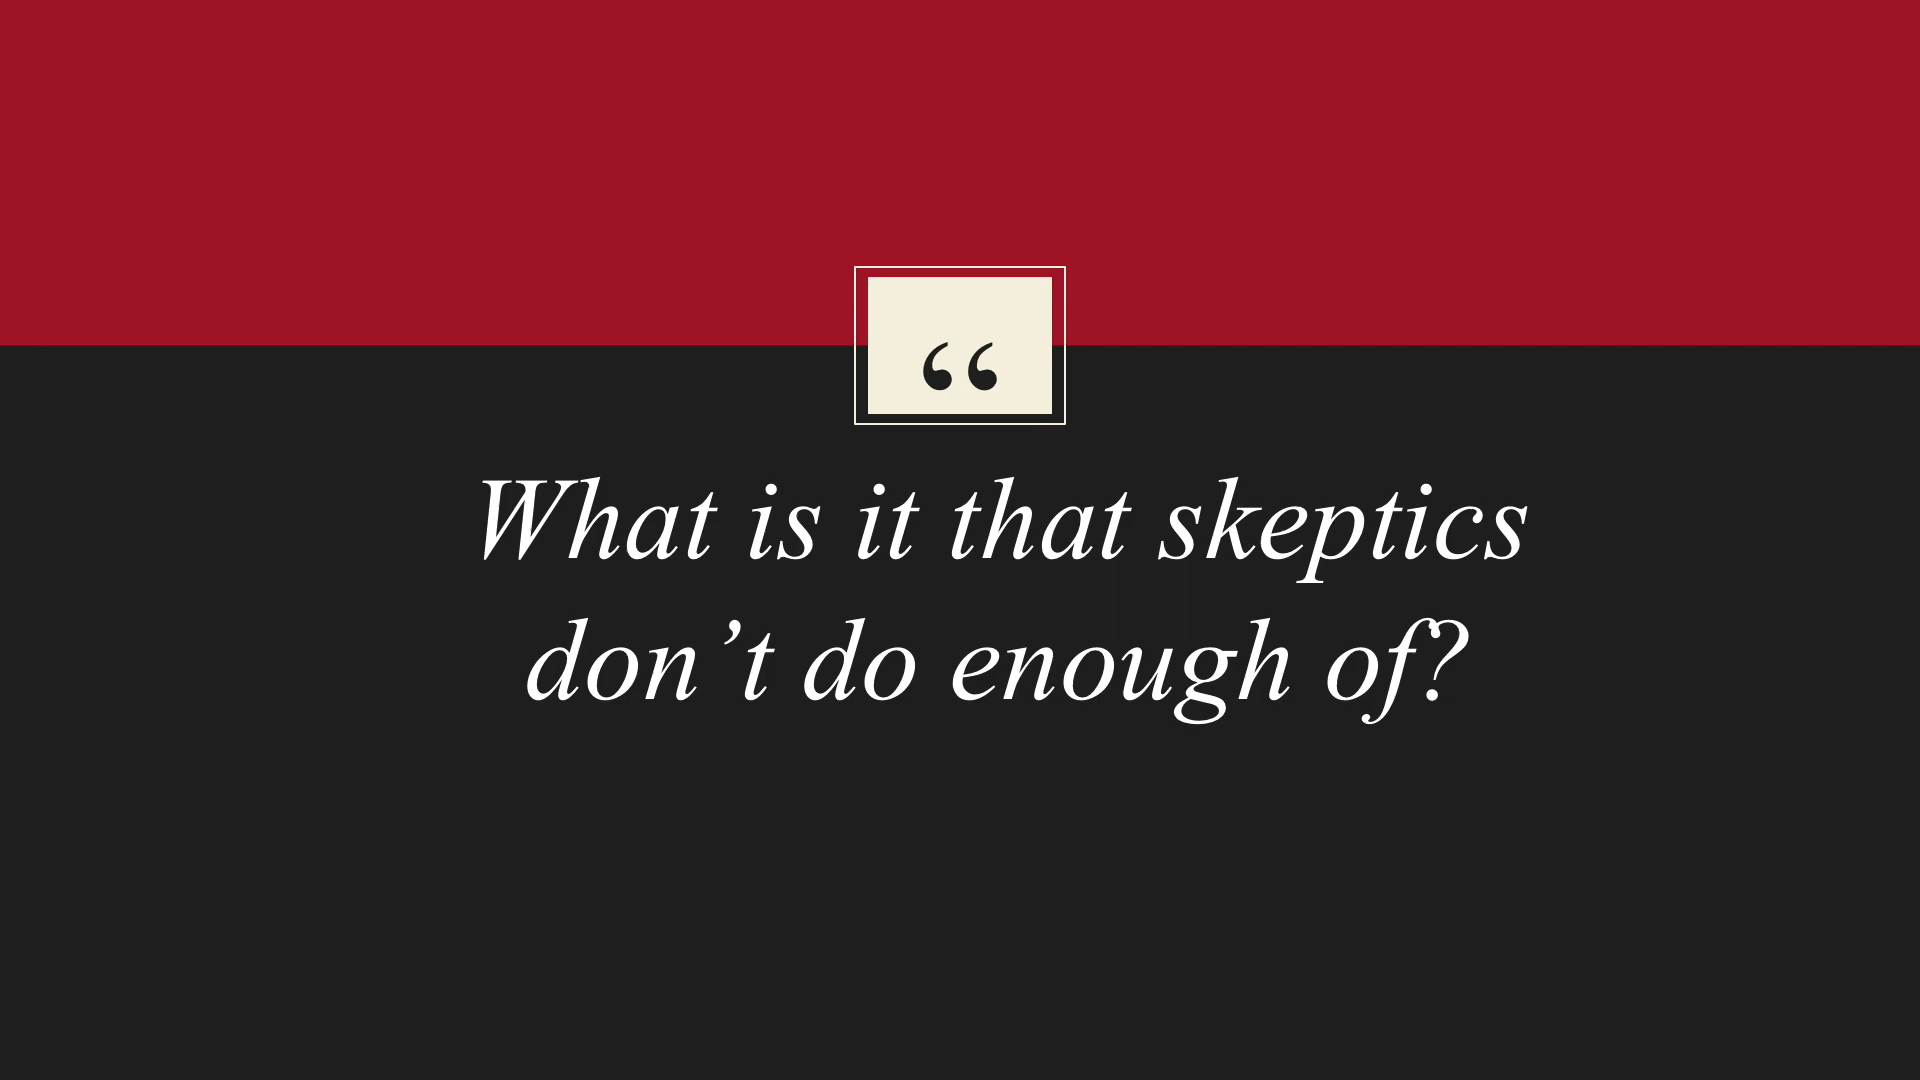 “
What is it that skeptics
don’t do enough of?